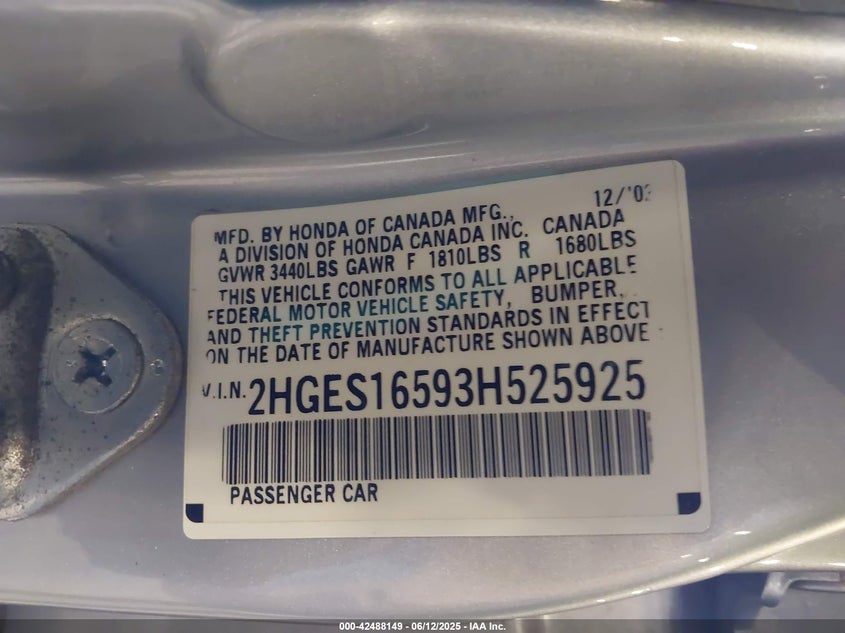 12/'02
MFD. BY HONDA OF CANADA MFG.,
A DIVISION OF HONDA CANADA INC. CANADA
GVWR 3440LBS GAWR F 1810LBS R 1680LBS
THIS VEHICLE CONFORMS TO ALL APPLICABLE
FEDERAL MOTOR VEHICLE SAFETY, BUMPER,
AND THEFT PREVENTION STANDARDS IN EFFECT
ON THE DATE OF MANUFACTURE SHOWN ABOVE
V.I.N. 2HGES16593H525925
PASSENGER CAR
000-42488149 - 06/12/2025 - IAA Inc.